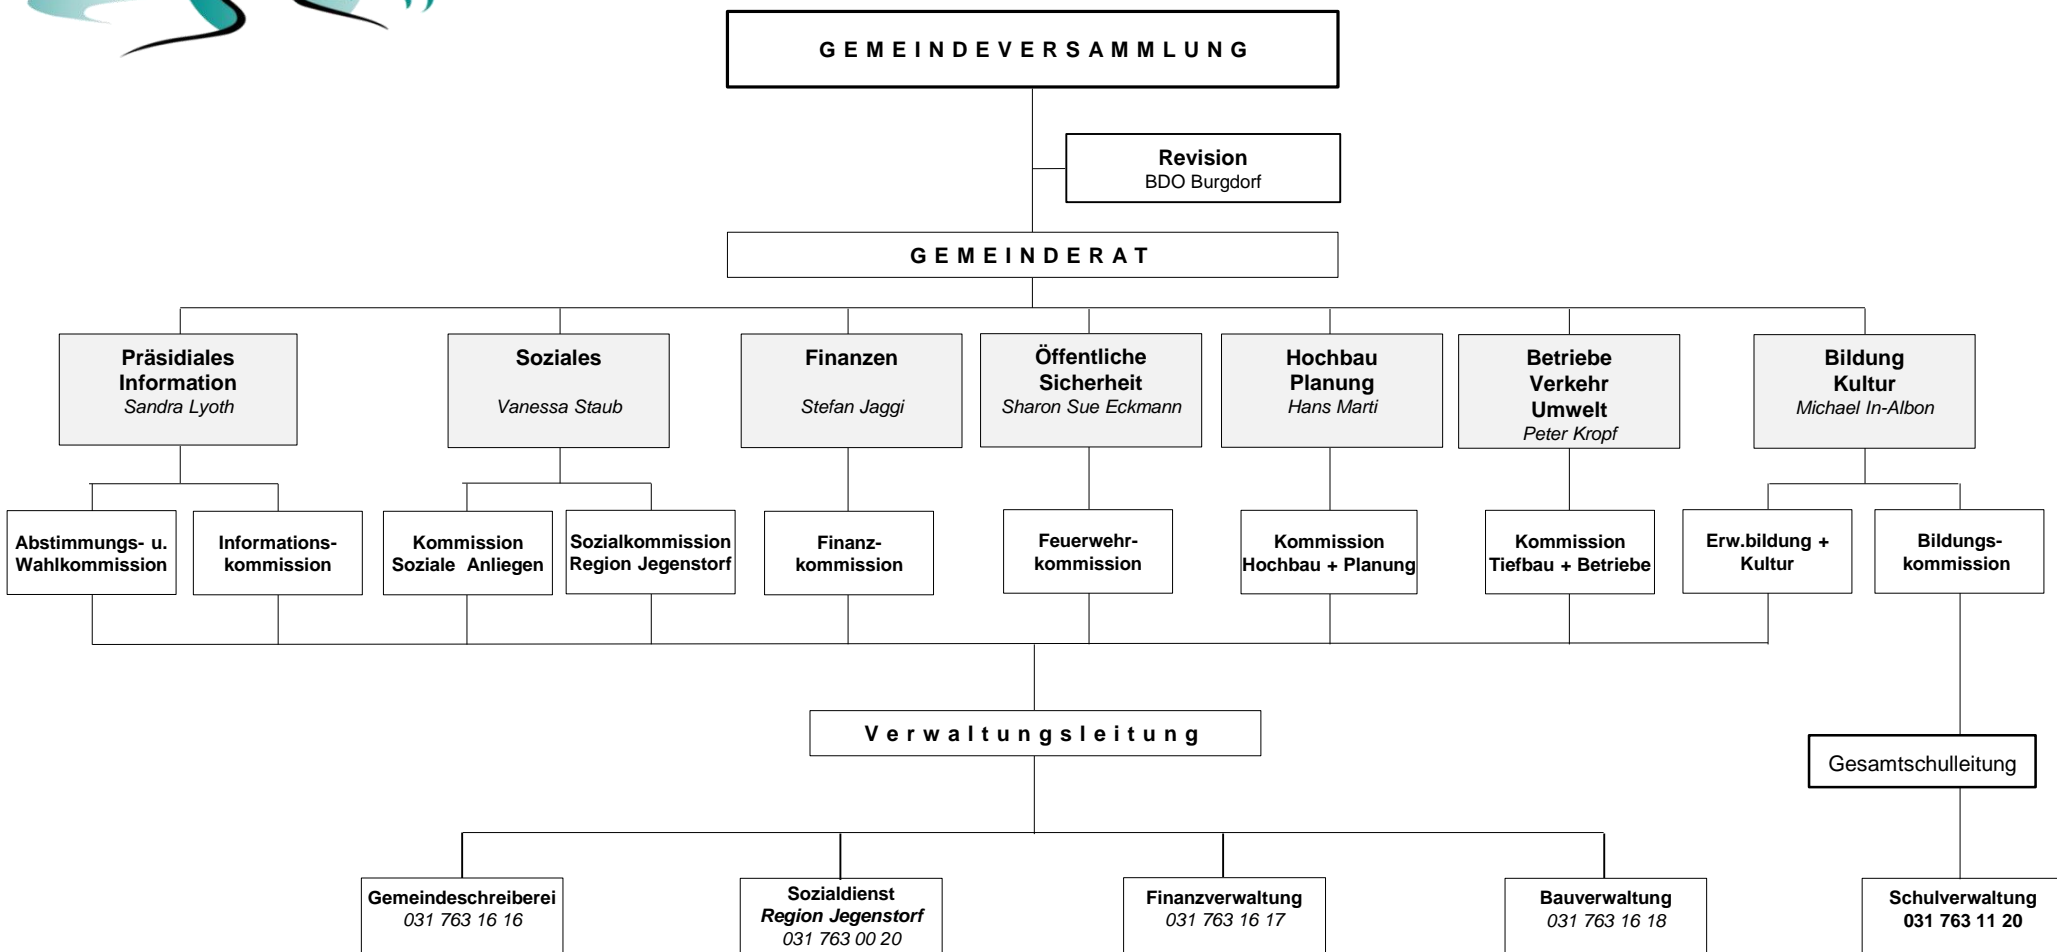 GEMEINDEVERSAMMLUNG
Revision
BDO Burgdorf
GEMEINDERAT
Präsidiales
Information
Sandra Lyoth
Soziales
Vanessa Staub
Finanzen
Stefan Jaggi
Öffentliche
Sicherheit
Sharon Sue Eckmann
Hochbau
Planung
Hans Marti
Betriebe
Verkehr
Umwelt
Peter Kropf
Bildung
Kultur
Michael In-Albon
Abstimmungs- u.
Wahlkommission
Informations-
kommission
Kommission
Soziale Anliegen
Sozialkommission
Region Jegenstorf
Finanz-
kommission
Feuerwehr-
kommission
Kommission
Hochbau + Planung
Kommission
Tiefbau + Betriebe
Erw.bildung +
Kultur
Bildungs-
kommission
Verwaltungsleitung
Gesamtschulleitung
Gemeindeschreiberei
031 763 16 16
Sozialdienst
Region Jegenstorf
031 763 00 20
Finanzverwaltung
031 763 16 17
Bauverwaltung
031 763 16 18
Schulverwaltung
031 763 11 20